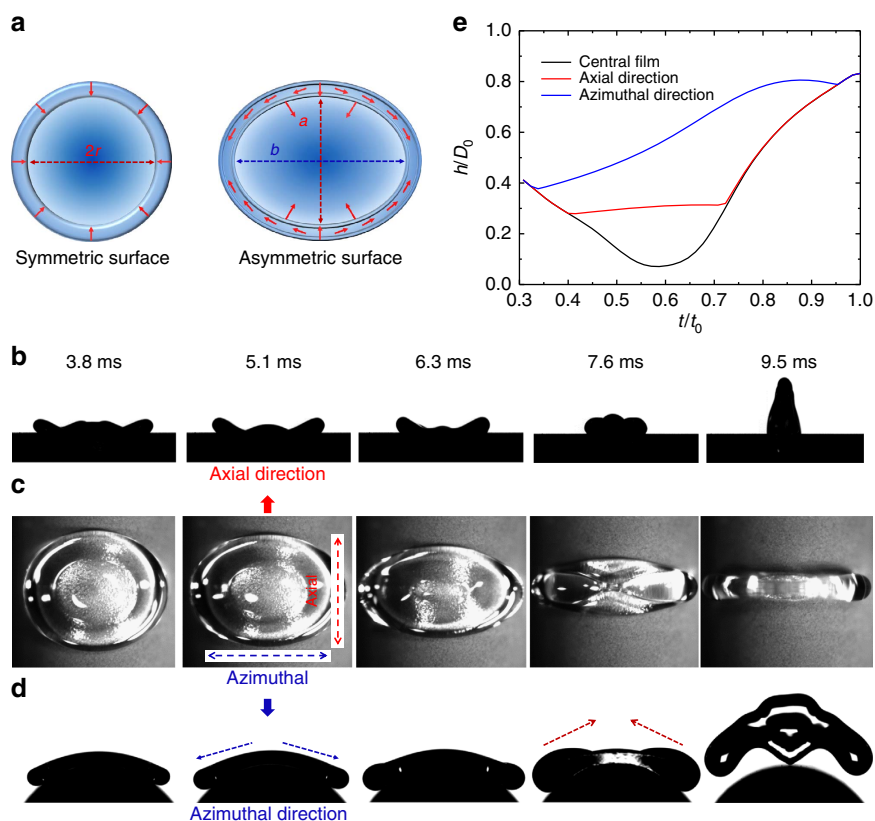 a
2r
Symmetric surface
a
b
Asymmetric surface
e
h/D0
1.0
0.8
0.6
0.4
0.2
0.0
Central film
Axial direction
Azimuthal direction
0.3 0.4 0.5 0.6 0.7 0.8 0.9 1.0
t/t0
b
3.8 ms 5.1 ms 6.3 ms 7.6 ms 9.5 ms
Axial direction
c
Axial
Azimuthal
d
Azimuthal direction